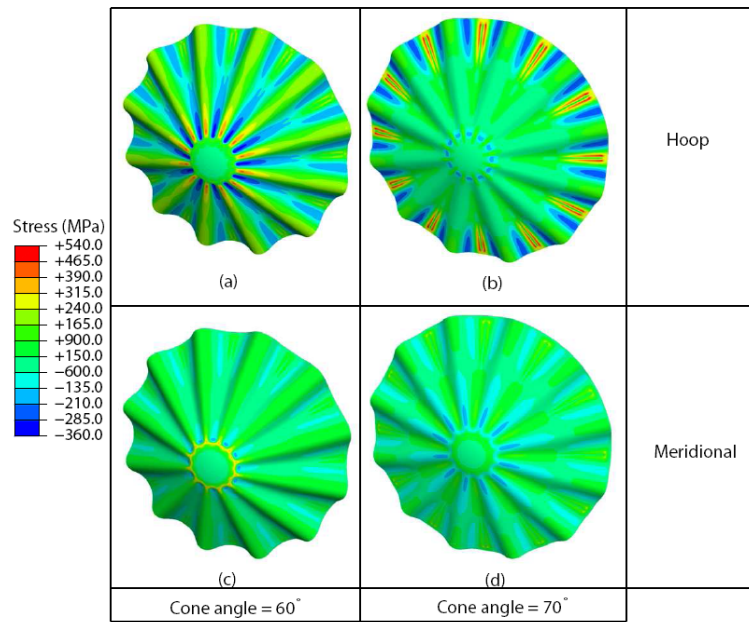 Hoop
Stress (MPa)
+540.0
+465.0
+390.0
+315.0
+240.0
+165.0
+900.0
+150.0
−600.0
−135.0
−210.0
−285.0
−360.0
(a)
(b)
Meridional
(c)
(d)
Cone angle = 60°
Cone angle = 70°